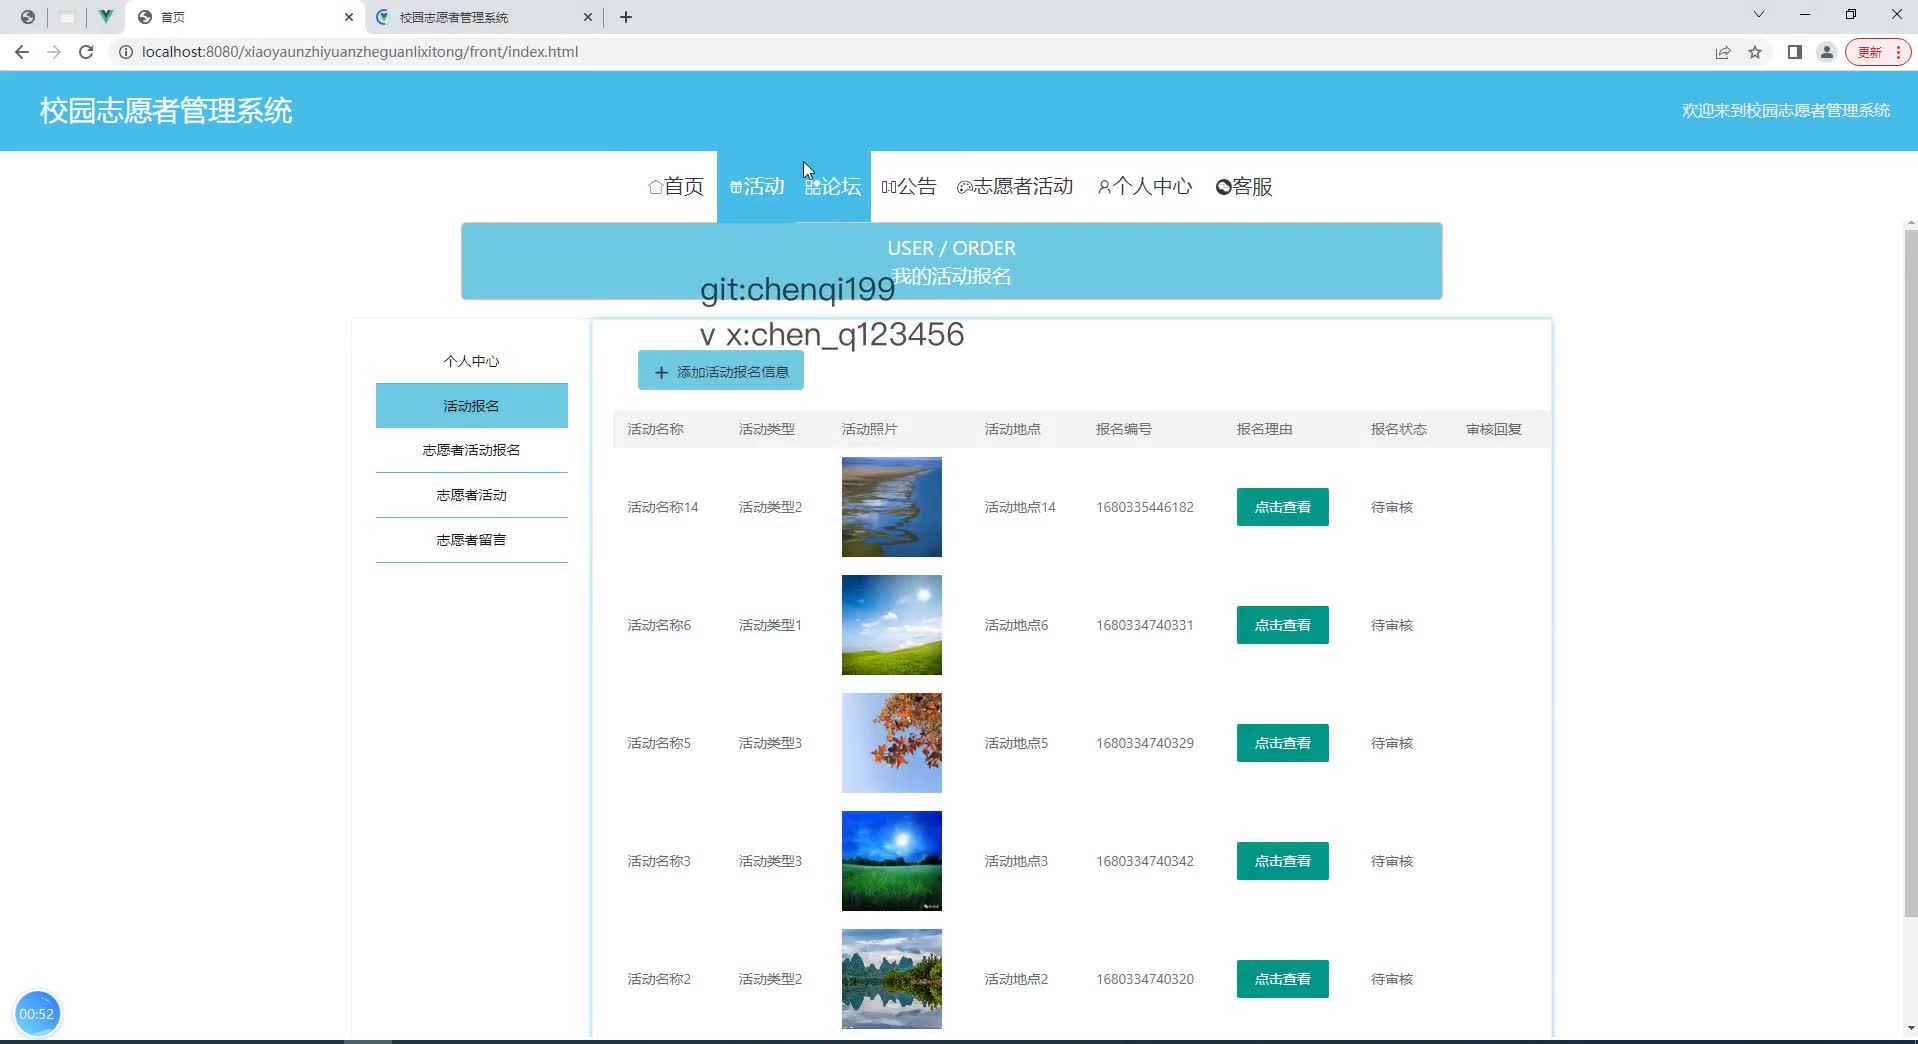 首页
校园志愿者管理系统
localhost:8080/xiaoyaunzhiyuanzheguanlixitong/front/index.html
更新
校园志愿者管理系统
欢迎来到校园志愿者管理系统
首页 活动 论坛 公告 志愿者活动 个人中心 客服
USER / ORDER
我的活动报名
git:chenqi199
v x:chen_q123456
个人中心
活动报名
志愿者活动报名
志愿者活动
志愿者留言
添加活动报名信息
活动名称 活动类型 活动照片 活动地点 报名编号 报名理由 报名状态 审核回复
活动名称14 活动类型2 活动地点14 1680335446182 点击查看 待审核
活动名称6 活动类型1 活动地点6 1680334740331 点击查看 待审核
活动名称5 活动类型3 活动地点5 1680334740329 点击查看 待审核
活动名称3 活动类型3 活动地点3 1680334740342 点击查看 待审核
活动名称2 活动类型2 活动地点2 1680334740320 点击查看 待审核
00:52